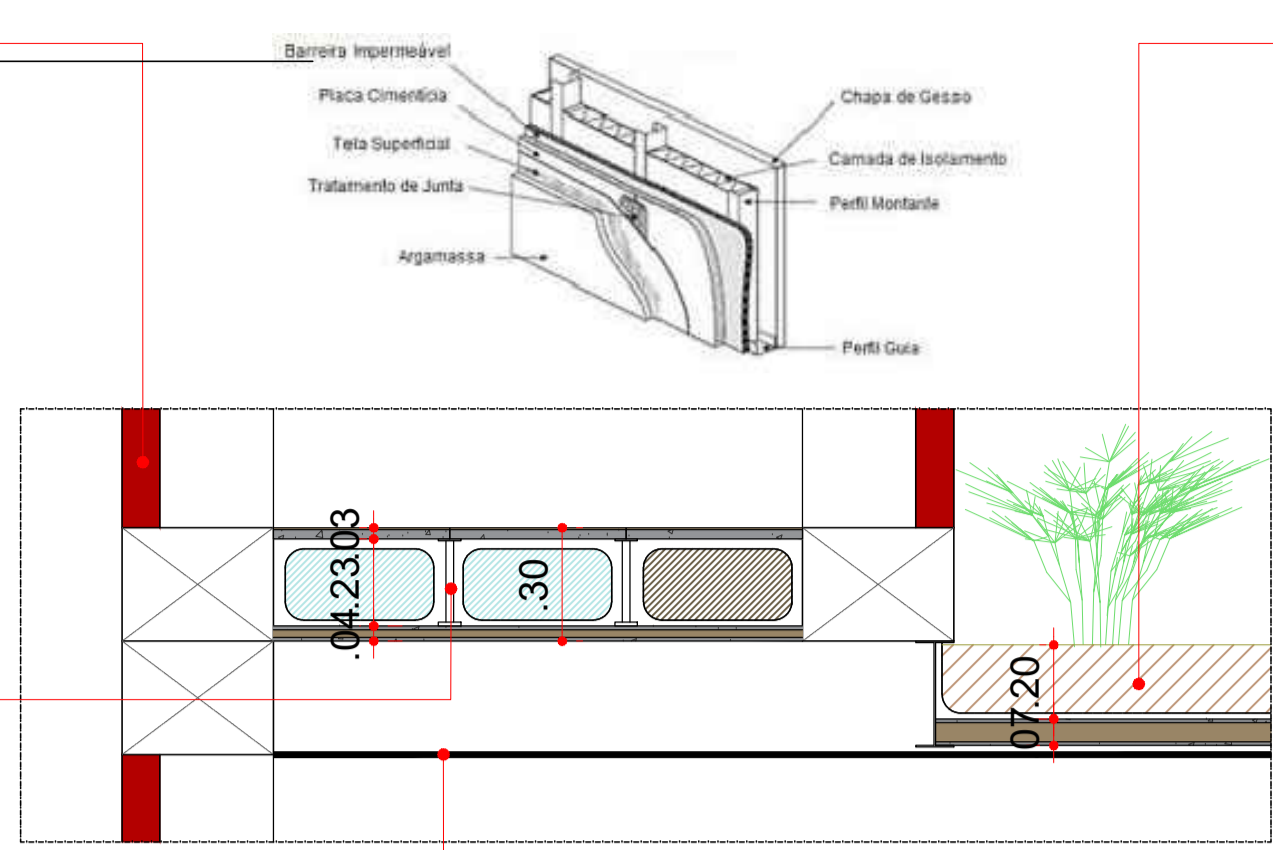 Barreira Impermeável
Placa Cimentícia
Tela Superficial
Tratamento de Junta
Argamassa
Chapa de Gesso
Camada de Isolamento
Perfil Montante
Perfil Guia
.04.23.03
.30
07.20